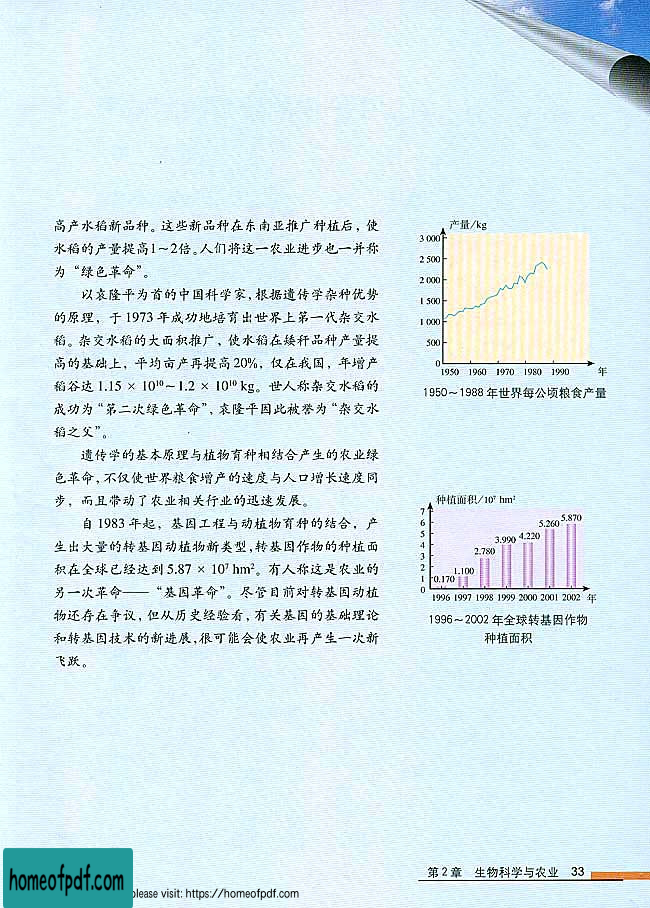 高产水稻新品种。这些新品种在东南亚推广种植后，使
水稻的产量提高1～2倍。人们将这一农业进步也一并称
为“绿色革命”。
以袁隆平为首的中国科学家，根据遗传学杂种优势
的原理，于1973年成功地培育出世界上第一代杂交水
稻。杂交水稻的大面积推广，使水稻在矮秆品种产量提
高的基础上，平均亩产再提高20%，仅在我国，年增产
稻谷达1.15 × 10¹⁰～1.2 × 10¹⁰ kg。世人称杂交水稻的
成功为“第二次绿色革命”，袁隆平因此被誉为“杂交水
稻之父”。
遗传学的基本原理与植物育种相结合产生的农业绿
色革命，不仅使世界粮食增产的速度与人口增长速度同
步，而且带动了农业相关行业的迅速发展。
自1983年起，基因工程与动植物育种的结合，产
生出大量的转基因动植物新类型，转基因作物的种植面
积在全球已经达到5.87 × 10⁷ hm²。有人称这是农业的
另一次革命——“基因革命”。尽管目前对转基因动植
物还存在争议，但从历史经验看，有关基因的基础理论
和转基因技术的新进展，很可能会使农业再产生一次新
飞跃。
产量/kg
3 000
2 500
2 000
1 500
1 000
500
0
1950 1960 1970 1980 1990 年
1950～1988年世界每公顷粮食产量
种植面积/10⁷ hm²
7
6
5
4
3
2
1
0
0.170 1.100 2.780 3.990 4.220 5.260 5.870
1996 1997 1998 1999 2000 2001 2002 年
1996～2002年全球转基因作物
种植面积
第2章 生物科学与农业 33
homeofpdf.com
please visit: https://homeofpdf.com